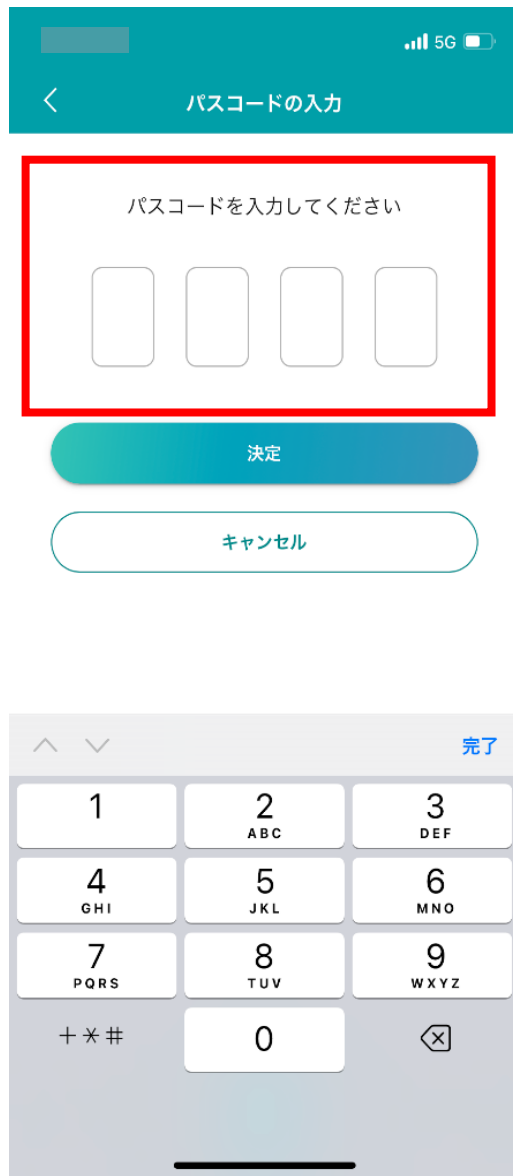 5G
パスコードの入力
パスコードを入力してください
決定
キャンセル
完了
1 2 3
ABC DEF
4 5 6
GHI JKL MNO
7 8 9
PQRS TUV WXYZ
+*# 0